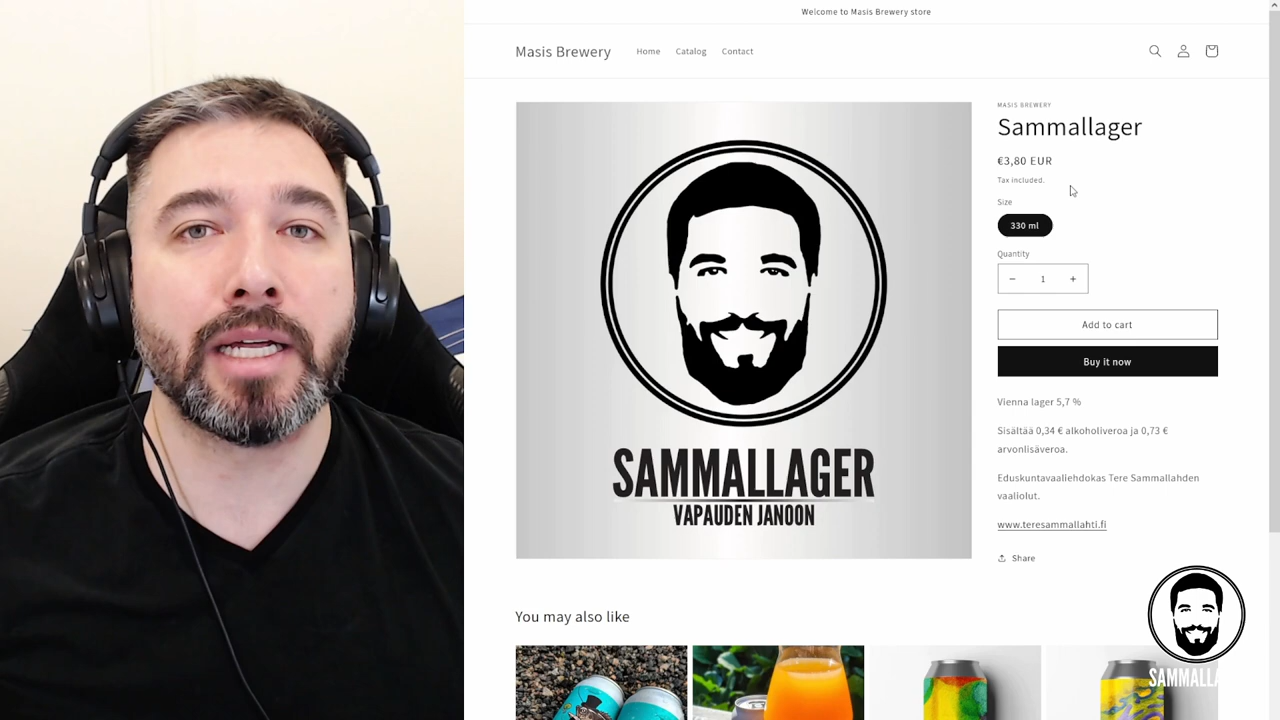 Welcome to Masis Brewery store
Masis Brewery
Home
Catalog
Contact
MASIS BREWERY
Sammallager
€3,80 EUR
Tax included.
Size
330 ml
Quantity
− 1 +
Add to cart
Buy it now
Vienna lager 5,7 %
Sisältää 0,34 € alkoholiveroa ja 0,73 €
arvonlisäveroa.
Eduskuntavaaliehdokas Tere Sammallahden
vaaliolut.
www.teresammallahti.fi
Share
SAMMALLAGER
VAPAUDEN JANOON
You may also like
SAMMALLA